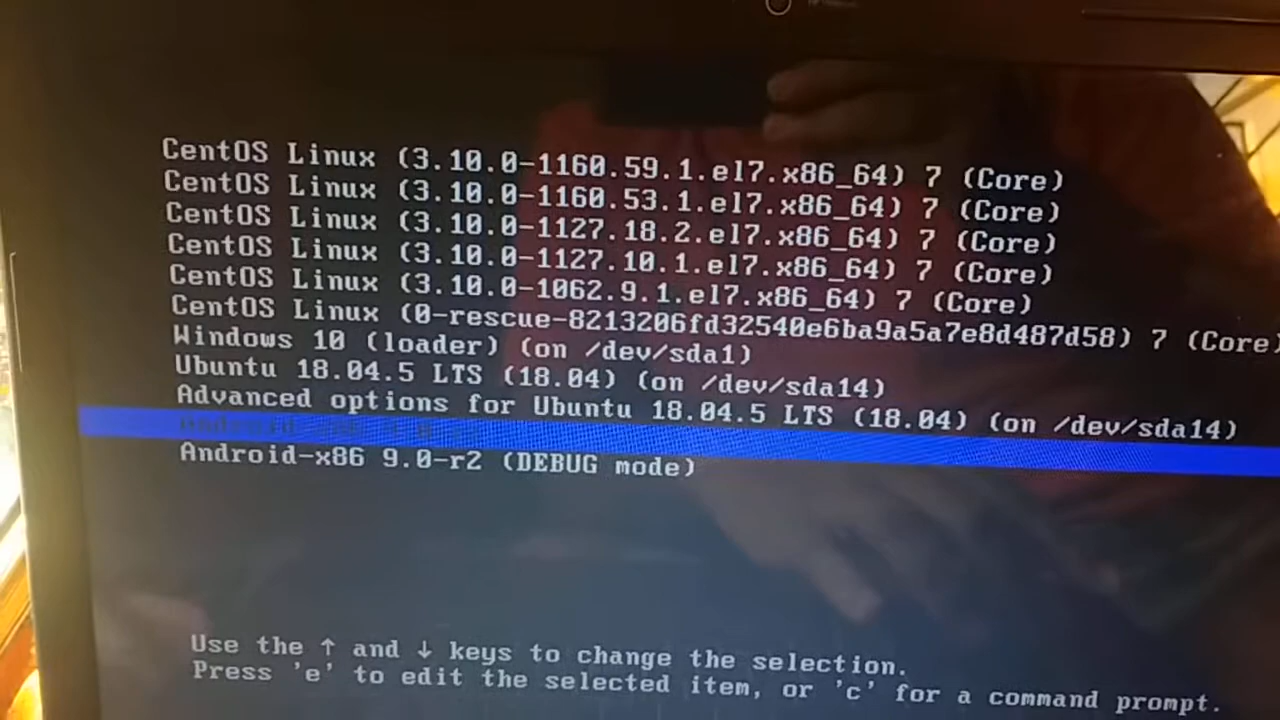 CentOS Linux (3.10.0-1160.59.1.el7.x86_64) 7 (Core)
CentOS Linux (3.10.0-1160.53.1.el7.x86_64) 7 (Core)
CentOS Linux (3.10.0-1127.18.2.el7.x86_64) 7 (Core)
CentOS Linux (3.10.0-1127.10.1.el7.x86_64) 7 (Core)
CentOS Linux (3.10.0-1062.9.1.el7.x86_64) 7 (Core)
CentOS Linux (0-rescue-8213206fd32540e6ba9a5a7e8d487d58) 7 (Core)
Windows 10 (loader) (on /dev/sda1)
Ubuntu 18.04.5 LTS (18.04) (on /dev/sda14)
Advanced options for Ubuntu 18.04.5 LTS (18.04) (on /dev/sda14)
Android-x86 9.0-r2
Android-x86 9.0-r2 (DEBUG mode)
Use the ↑ and ↓ keys to change the selection.
Press 'e' to edit the selected item, or 'c' for a command prompt.